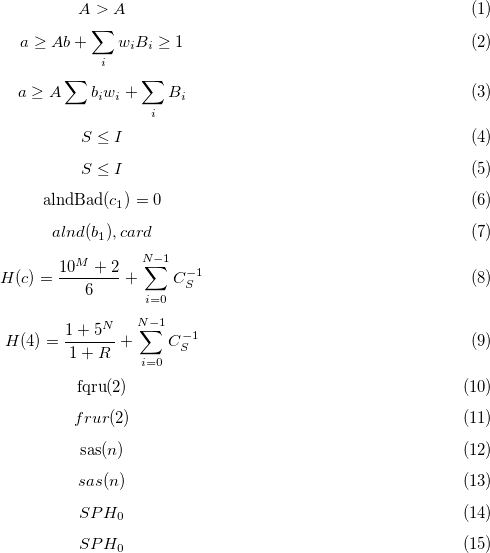 A > A (1)
a ≥ Ab + ∑_i w_i B_i ≥ 1 (2)
a ≥ A ∑ b_i w_i + ∑_i B_i (3)
S ≤ I (4)
S ≤ I (5)
alndBad(c_1) = 0 (6)
alnd(b_1), card (7)
H(c) = \frac{10^M + 2}{6} + ∑_{i=0}^{N−1} C_S^{−1} (8)
H(4) = \frac{1 + 5^N}{1 + R} + ∑_{i=0}^{N−1} C_S^{−1} (9)
fqru(2) (10)
frur(2) (11)
sas(n) (12)
sas(n) (13)
SPH_0 (14)
SPH_0 (15)